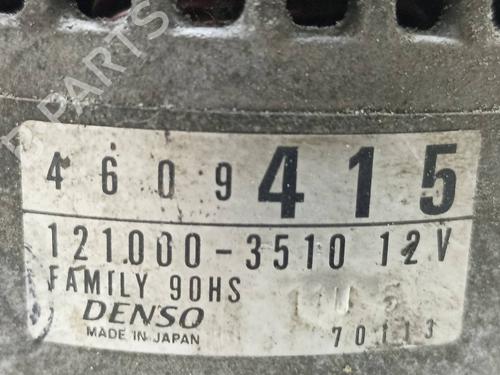 B PARTS
4609415
121000-3510 12V
FAMILY 90HS
DENSO
MADE IN JAPAN
70113